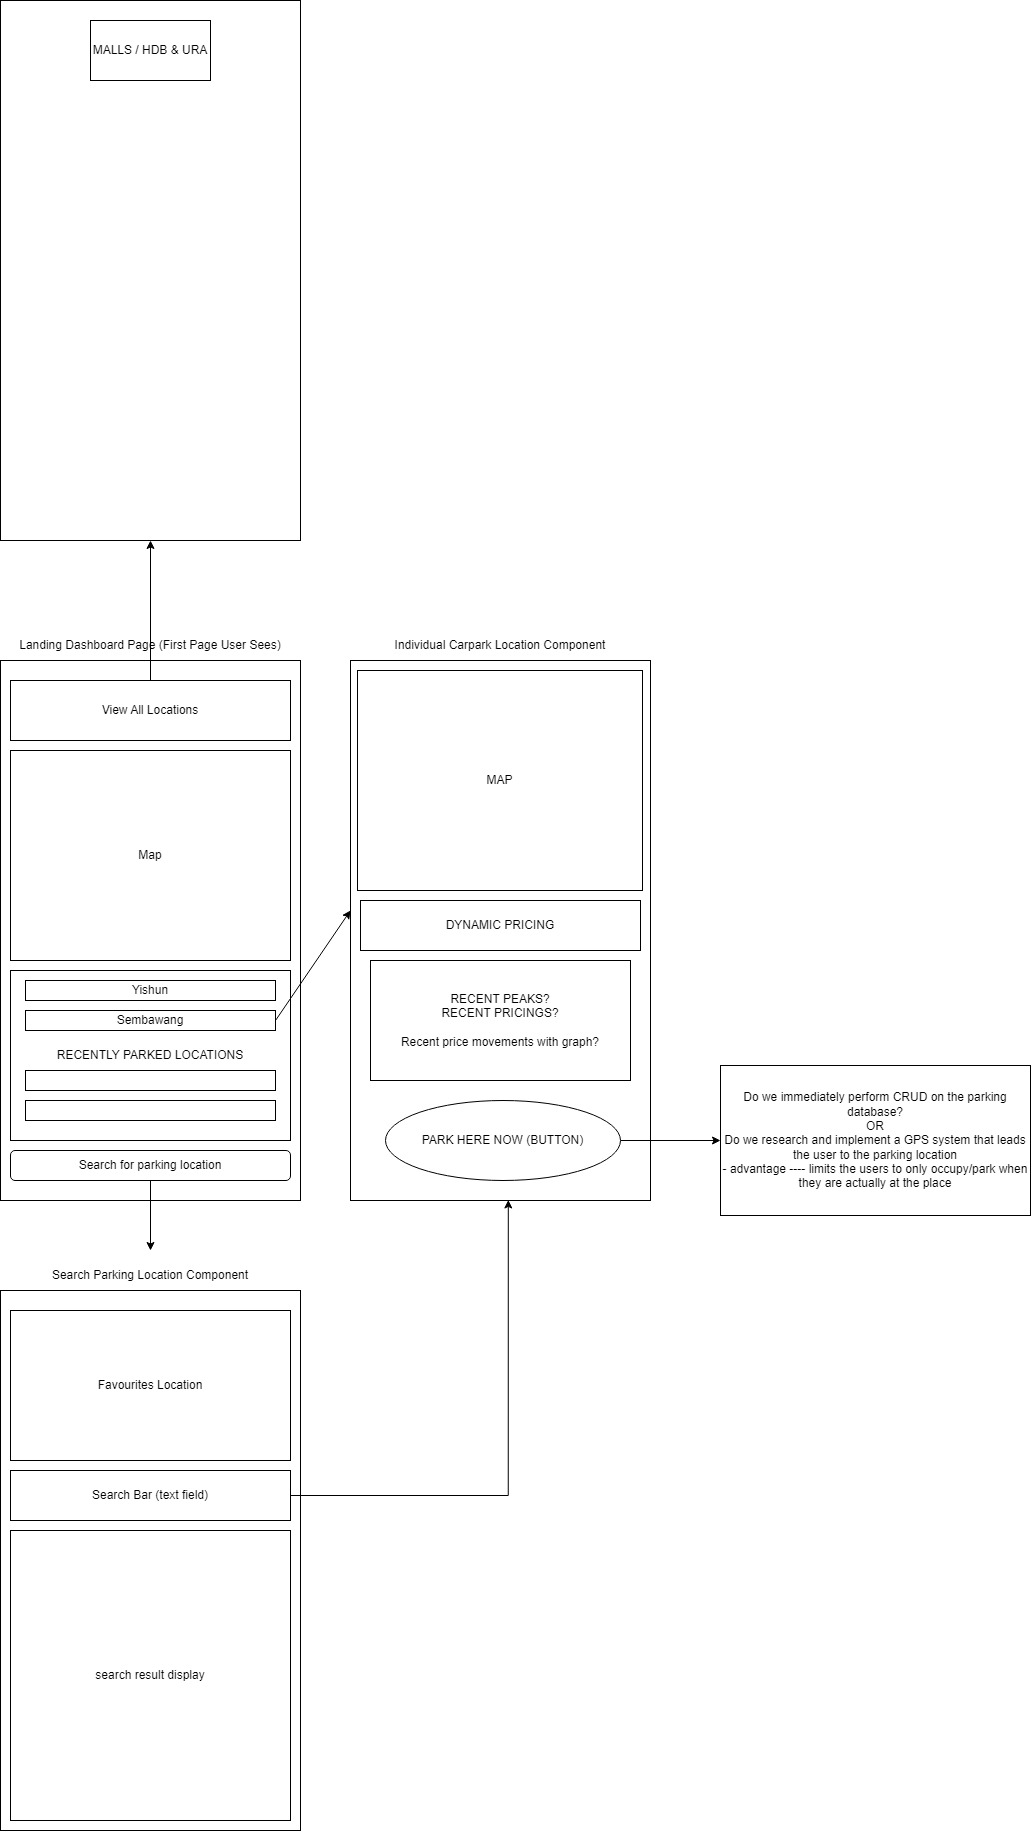 MALLS / HDB & URA
Landing Dashboard Page (First Page User Sees)
View All Locations
Map
Yishun
Sembawang
RECENTLY PARKED LOCATIONS
Search for parking location
Individual Carpark Location Component
MAP
DYNAMIC PRICING
RECENT PEAKS?
RECENT PRICINGS?
Recent price movements with graph?
PARK HERE NOW (BUTTON)
Do we immediately perform CRUD on the parking
database?
OR
Do we research and implement a GPS system that leads
the user to the parking location
- advantage ---- limits the users to only occupy/park when
they are actually at the place
Search Parking Location Component
Favourites Location
Search Bar (text field)
search result display